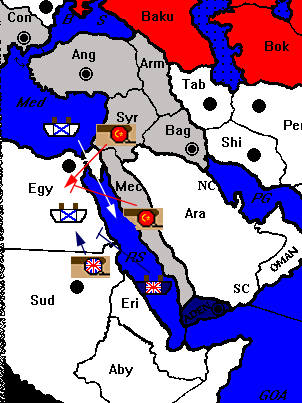 Con
B S
Baku
Ang
Arm
Bok
Med
Tab
Syr
Bag
Shi
Per
Egy
Mec
NC
Ara
PG
RS
OMAN
Sud
Eri
SC
ADEN
Aby
GOA